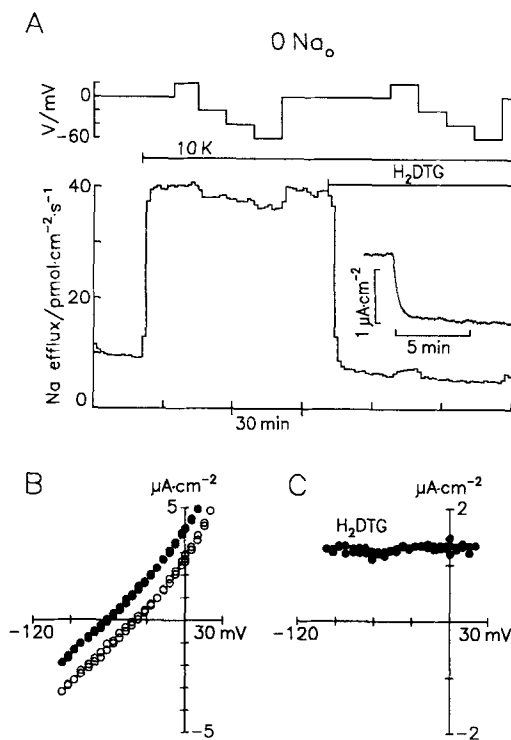 A
0 Naₒ
V/mV
0
-60
10 K
H₂DTG
Na efflux/pmol·cm⁻²·s⁻¹
40
20
0
1 μA·cm⁻²
5 min
30 min
B
μA·cm⁻²
5
-120
30 mV
-5
C
μA·cm⁻²
2
H₂DTG
-120
30 mV
-2